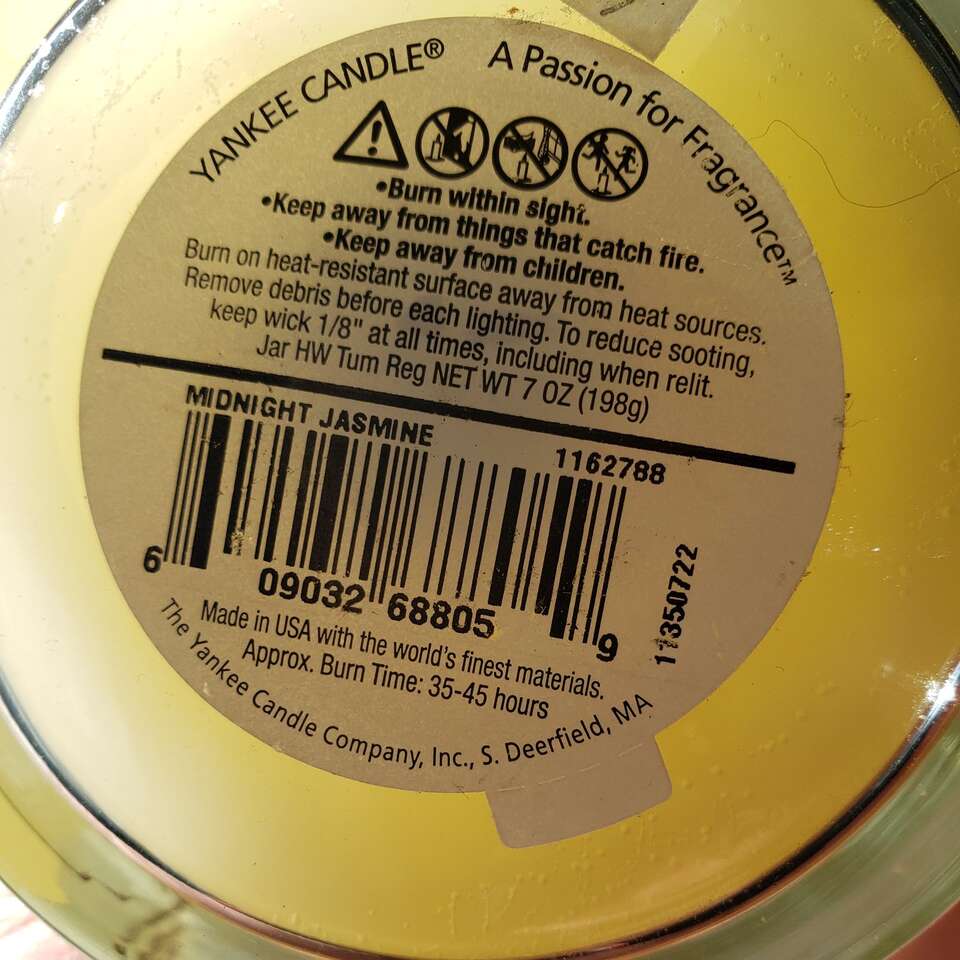 YANKEE CANDLE® A Passion for Fragrance™
•Burn within sight.
•Keep away from things that catch fire.
•Keep away from children.
Burn on heat-resistant surface away from heat sources.
Remove debris before each lighting. To reduce sooting,
keep wick 1/8" at all times, including when relit.
Jar HW Tum Reg NET WT 7 OZ (198g)
MIDNIGHT JASMINE 1162788
6 09032 68805 9
11350722
Made in USA with the world's finest materials.
Approx. Burn Time: 35-45 hours
The Yankee Candle Company, Inc., S. Deerfield, MA